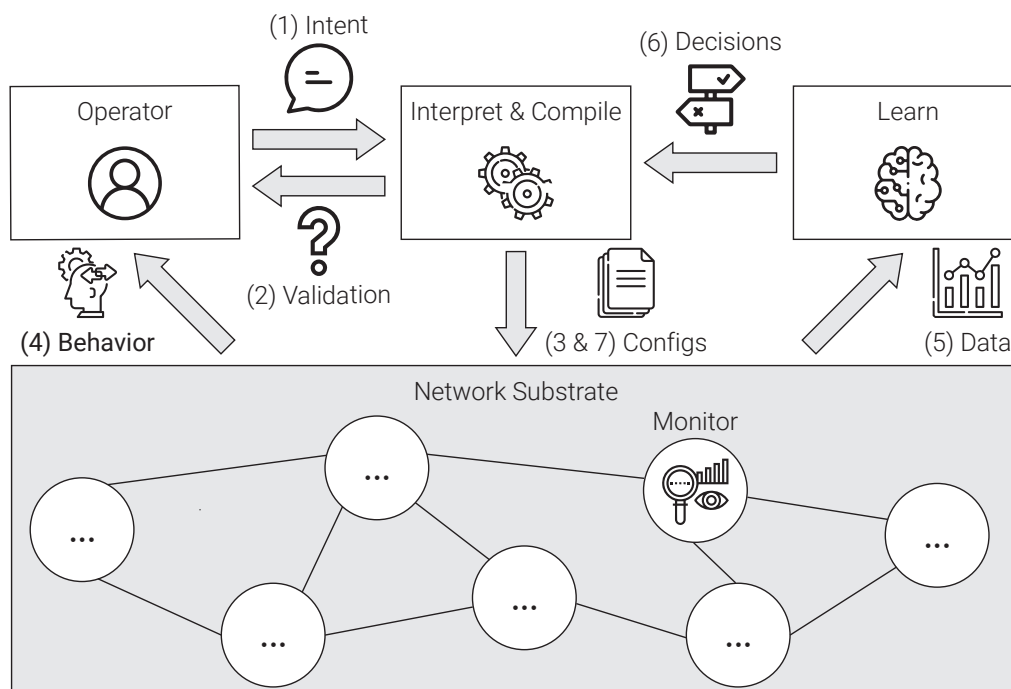 (1) Intent
(6) Decisions
Operator
Interpret & Compile
Learn
(2) Validation
(4) Behavior
(3 & 7) Configs
(5) Data
Network Substrate
Monitor
...
...
...
...
...
...